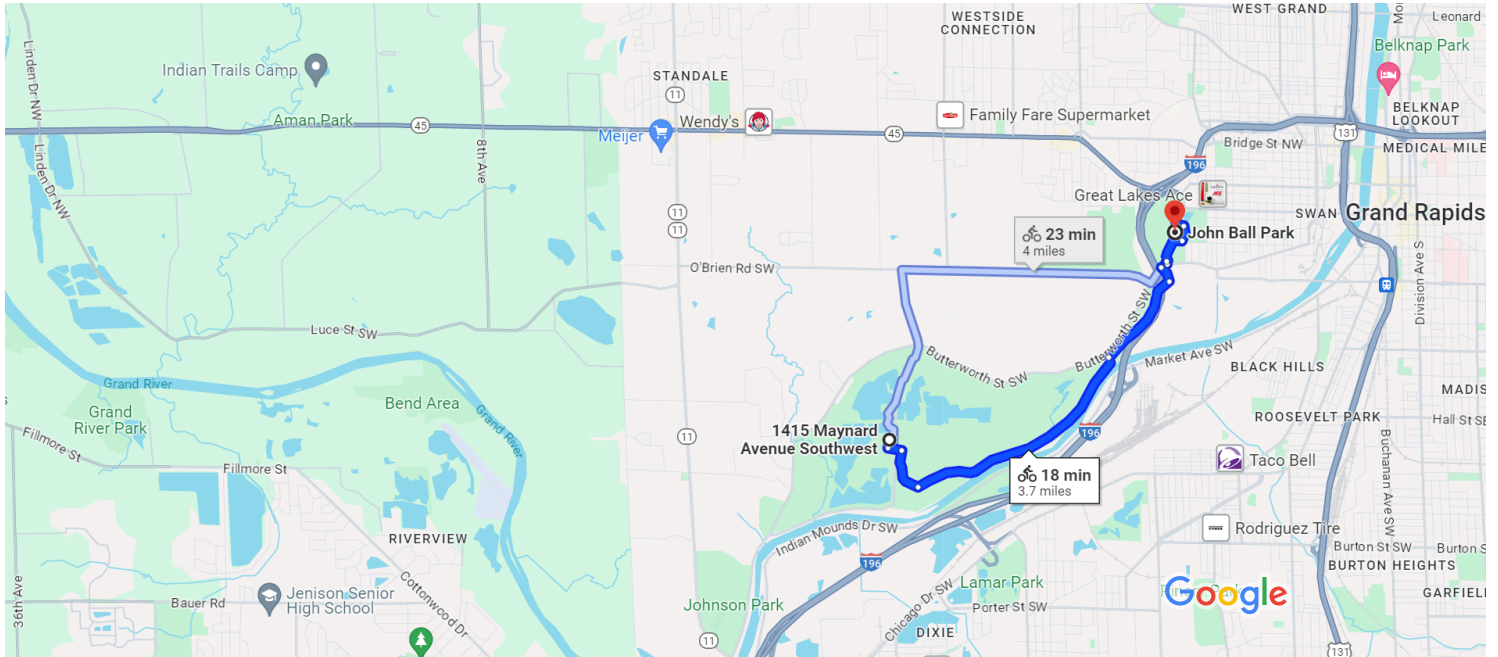 WEST GRAND
WESTSIDE
CONNECTION
Leonard
Linden Dr NW
Belknap Park
Indian Trails Camp
STANDALE
11
BELKNAP
LOOKOUT
Aman Park
Wendy's
Family Fare Supermarket
45
Meijer
45
131
Bridge St NW
MEDICAL MILE
8th Ave
196
Linden Dr NW
Great Lakes Ace
11
11
SWAN
Grand Rapids
23 min
4 miles
John Ball Park
O'Brien Rd SW
Division Ave S
Luce St SW
Butterworth St SW
Butterworth St SW
Market Ave SW
BLACK HILLS
Grand River
MADIS
Bend Area
Grand
River Park
Grand River
ROOSEVELT PARK
Hall St SE
1415 Maynard
Avenue Southwest
11
196
Fillmore St
Buchanan Ave SW
Taco Bell
Fillmore St
18 min
3.7 miles
Indian Mounds Dr SW
Rodriguez Tire
RIVERVIEW
Burton St SW
Burton S
196
BURTON HEIGHTS
36th Ave
Cottonwood Dr
Lamar Park
Jenison Senior
High School
Bauer Rd
Google
GARFIEL
Johnson Park
Chicago Dr SW
Porter St SW
DIXIE
11
131